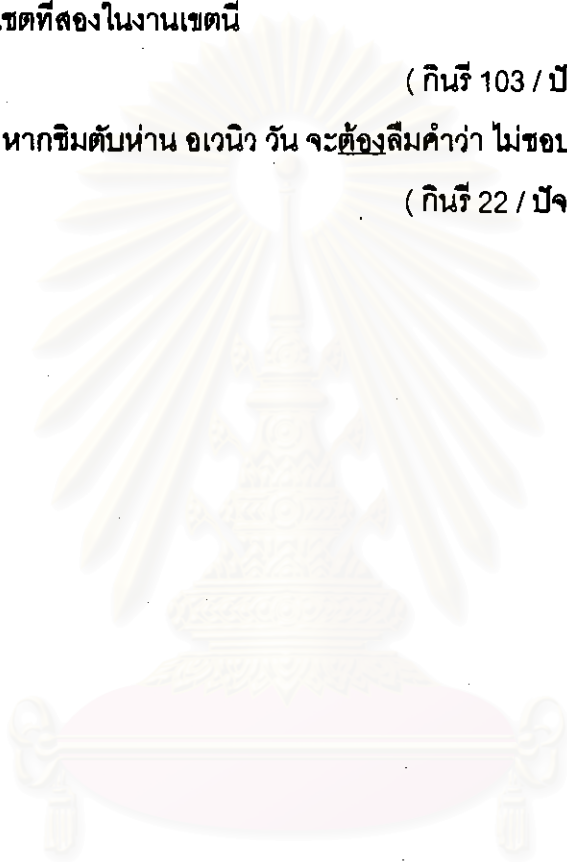 เซตที่สองในงานเขตนี้
( กินรี 103 / ปั
หากชิมตับห่าน อเวนิว วัน จะต้องลืมคำว่า ไม่ชอบ
( กินรี 22 / ปัจ